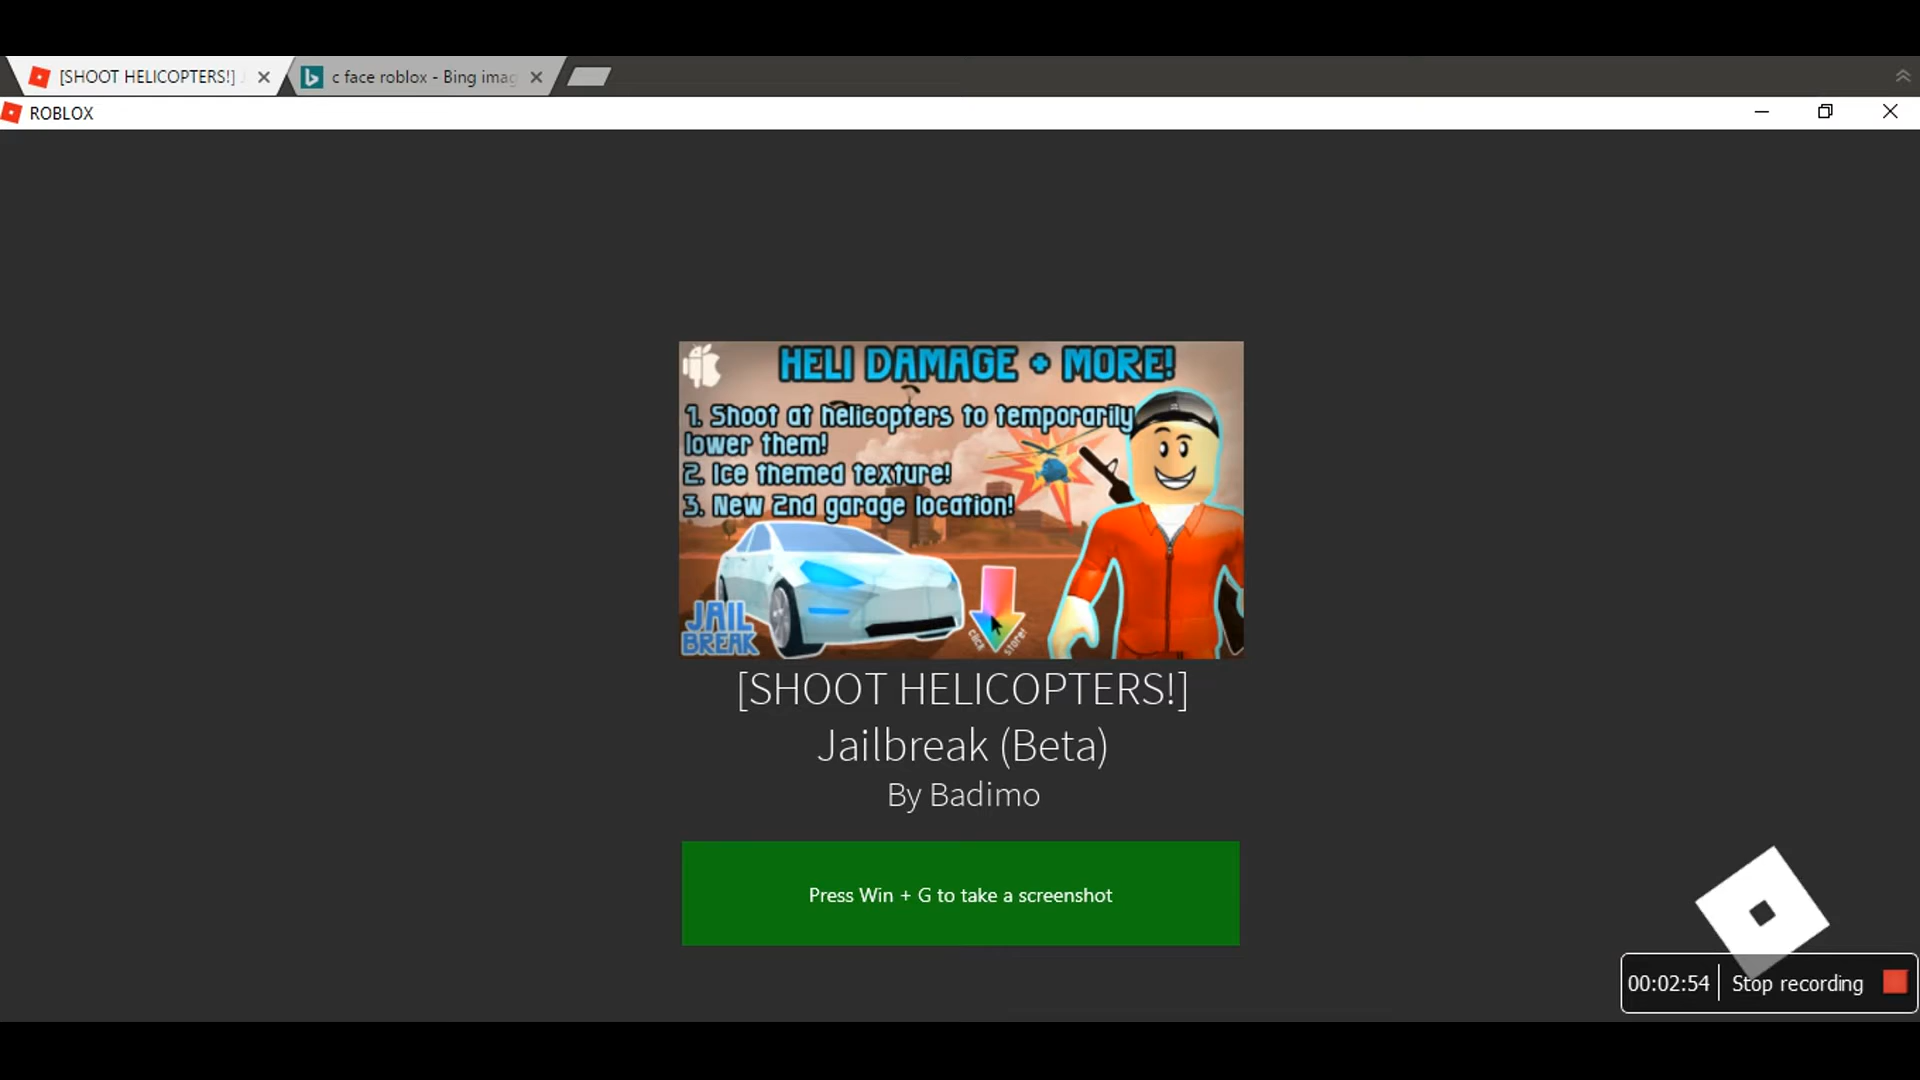 [SHOOT HELICOPTERS!] J
c face roblox - Bing imag
ROBLOX
HELI DAMAGE + MORE!
1. Shoot at helicopters to temporarily
lower them!
2. Ice themed texture!
3. New 2nd garage location!
JAIL
BREAK
click
store!
[SHOOT HELICOPTERS!]
Jailbreak (Beta)
By Badimo
Press Win + G to take a screenshot
00:02:54
Stop recording